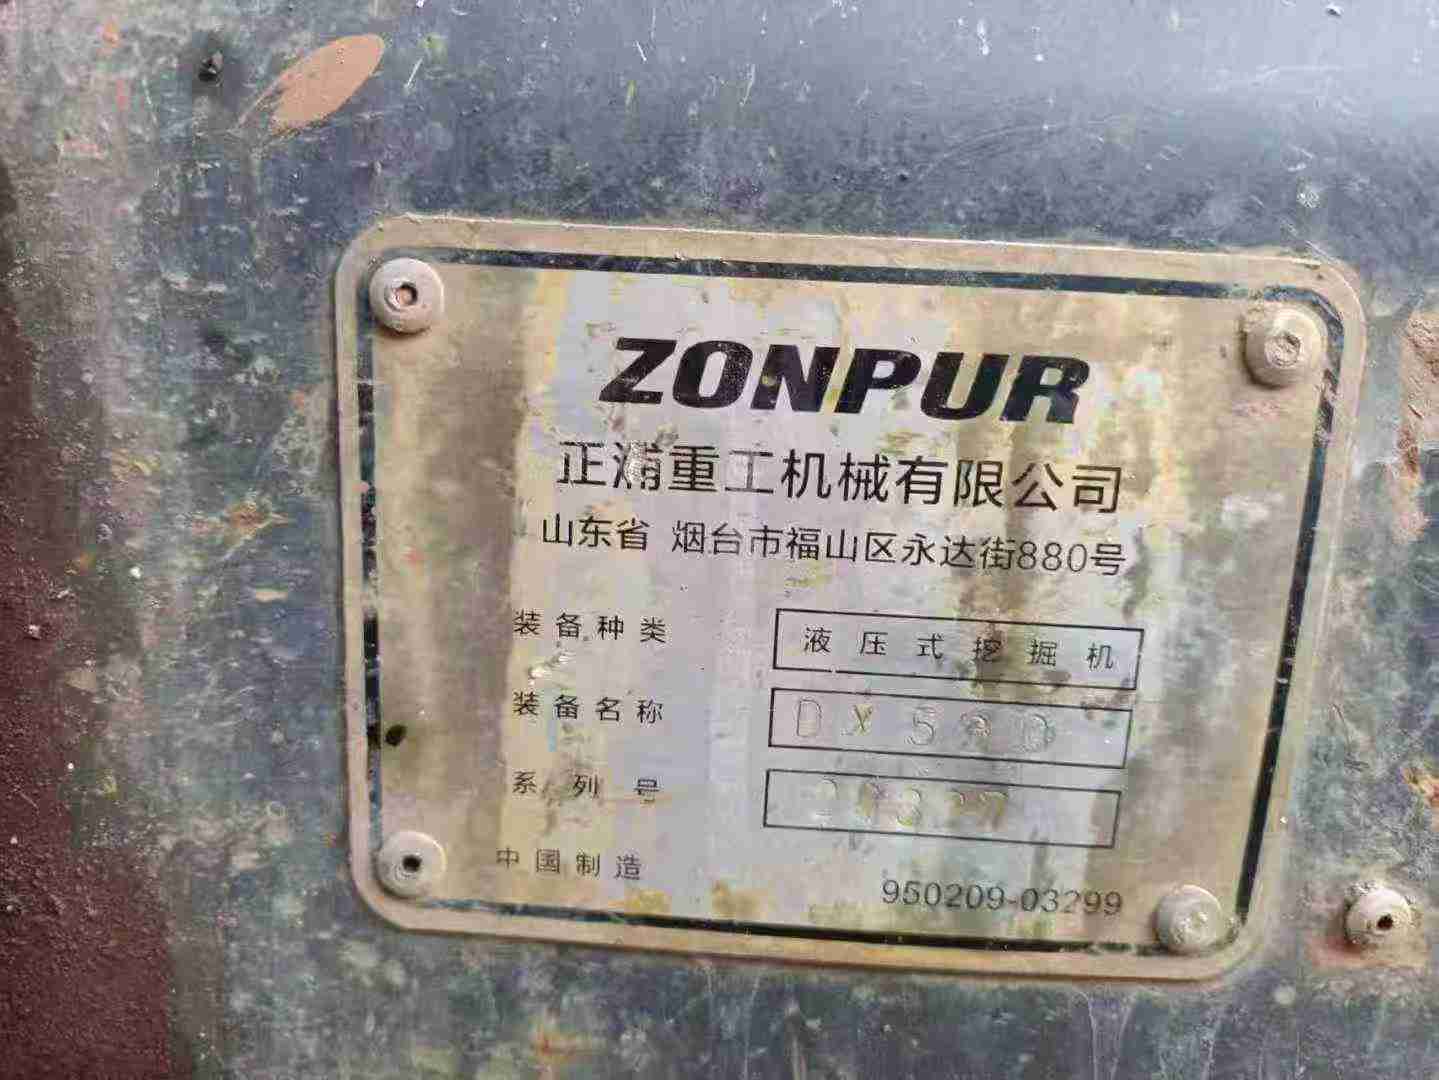 ZONPUR
正浦重工机械有限公司
山东省 烟台市福山区永达街880号
装备种类 液压式挖掘机
装备名称
系列号
中国制造 950209-03299